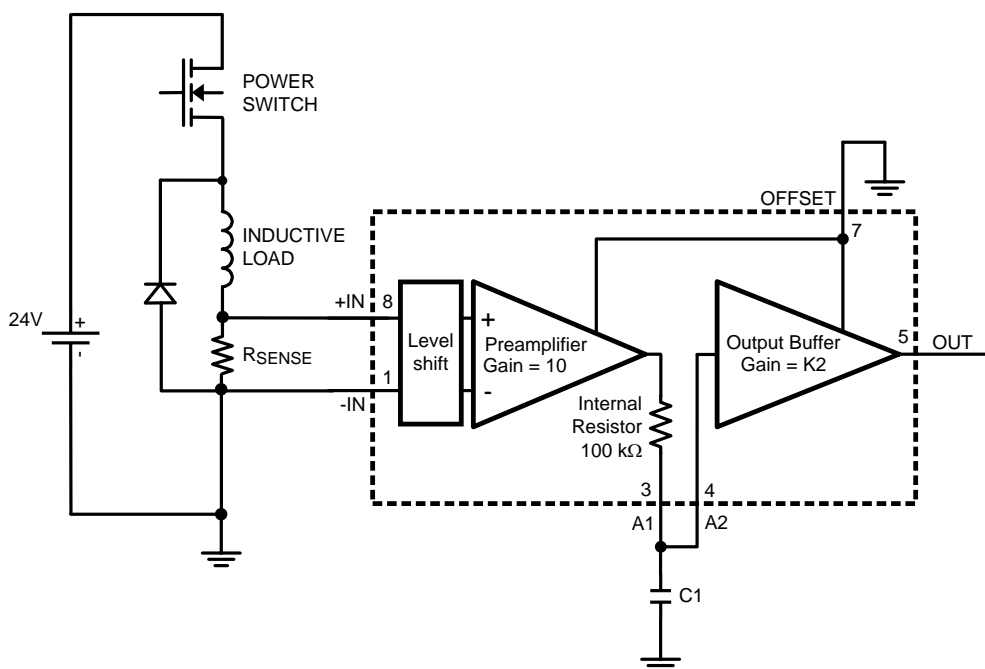 POWER
SWITCH
OFFSET
7
INDUCTIVE
LOAD
+IN
8
24V
+
-
RSENSE
Level
shift
+
-
Preamplifier
Gain = 10
Output Buffer
Gain = K2
5
OUT
1
-IN
Internal
Resistor
100 kΩ
3
4
A1
A2
C1